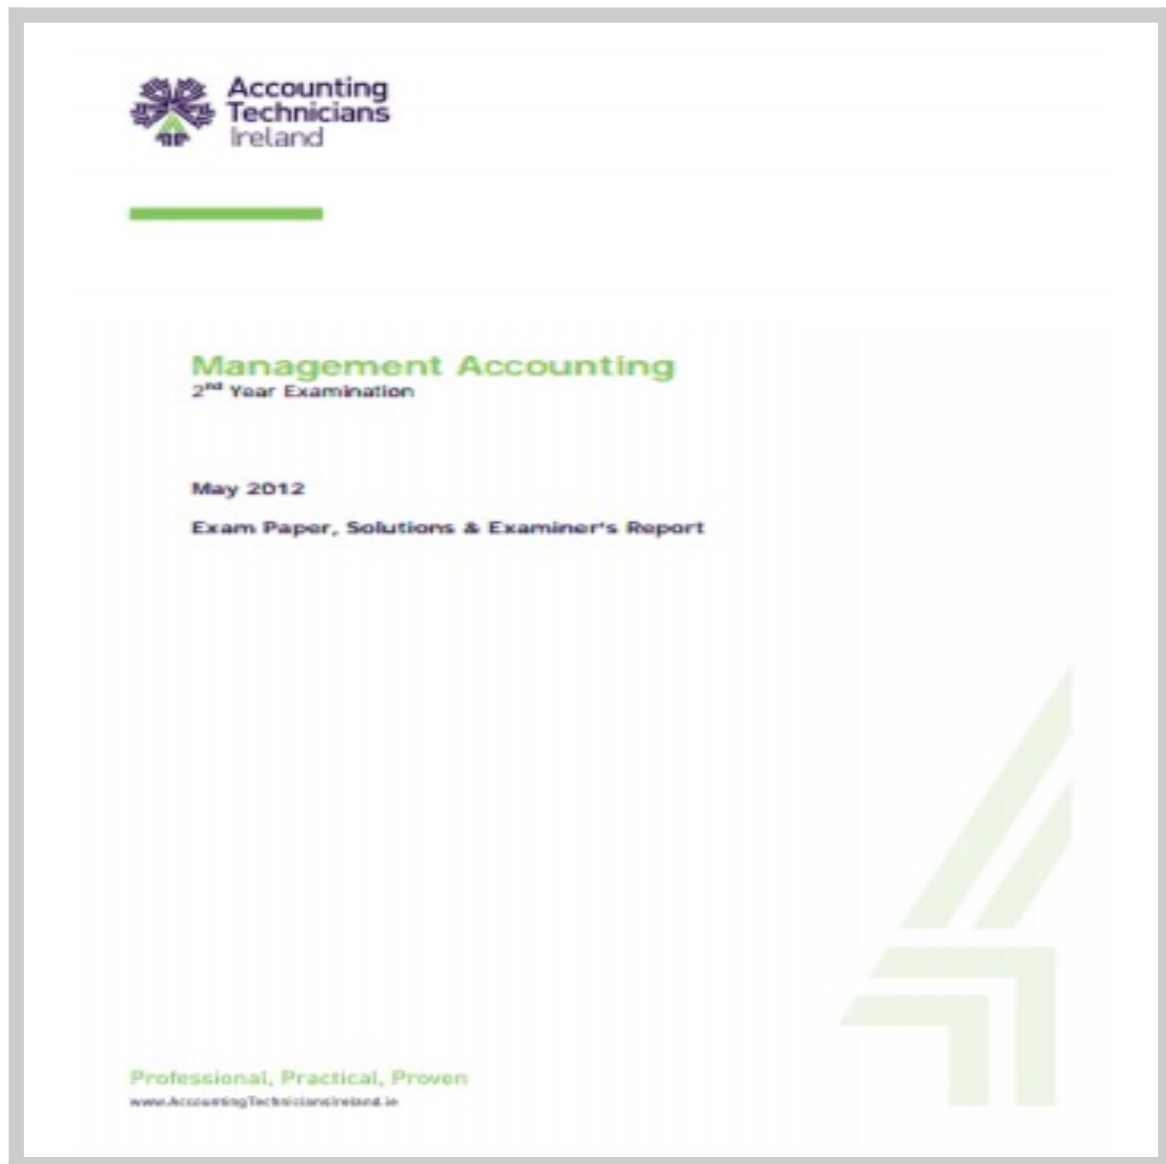 Accounting
Technicians
Ireland
Management Accounting
2nd Year Examination
May 2012
Exam Paper, Solutions & Examiner's Report
Professional, Practical, Proven
www.AccountingTechniciansIreland.ie